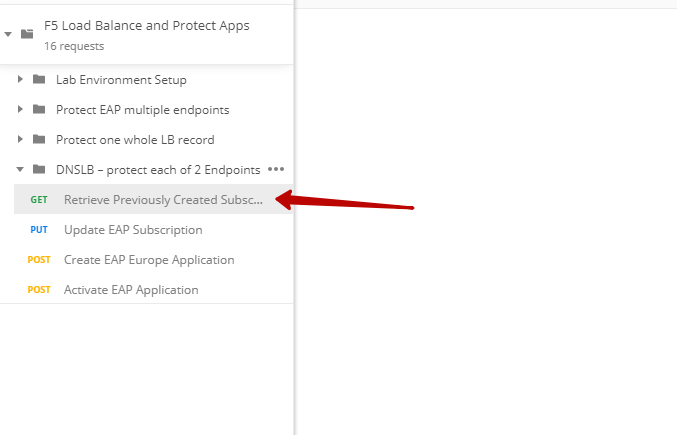 F5 Load Balance and Protect Apps
16 requests
Lab Environment Setup
Protect EAP multiple endpoints
Protect one whole LB record
DNSLB – protect each of 2 Endpoints
GET Retrieve Previously Created Subsc...
PUT Update EAP Subscription
POST Create EAP Europe Application
POST Activate EAP Application